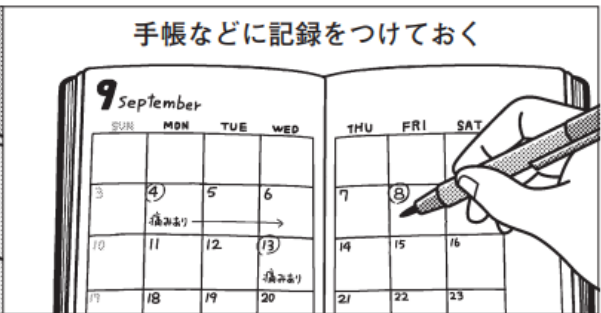 手帳などに記録をつけておく
9 September
SUN MON TUE WED THU FRI SAT
3 4 5 6 7 8
痛みあり
10 11 12 13 14 15 16
痛みあり
17 18 19 20 21 22 23